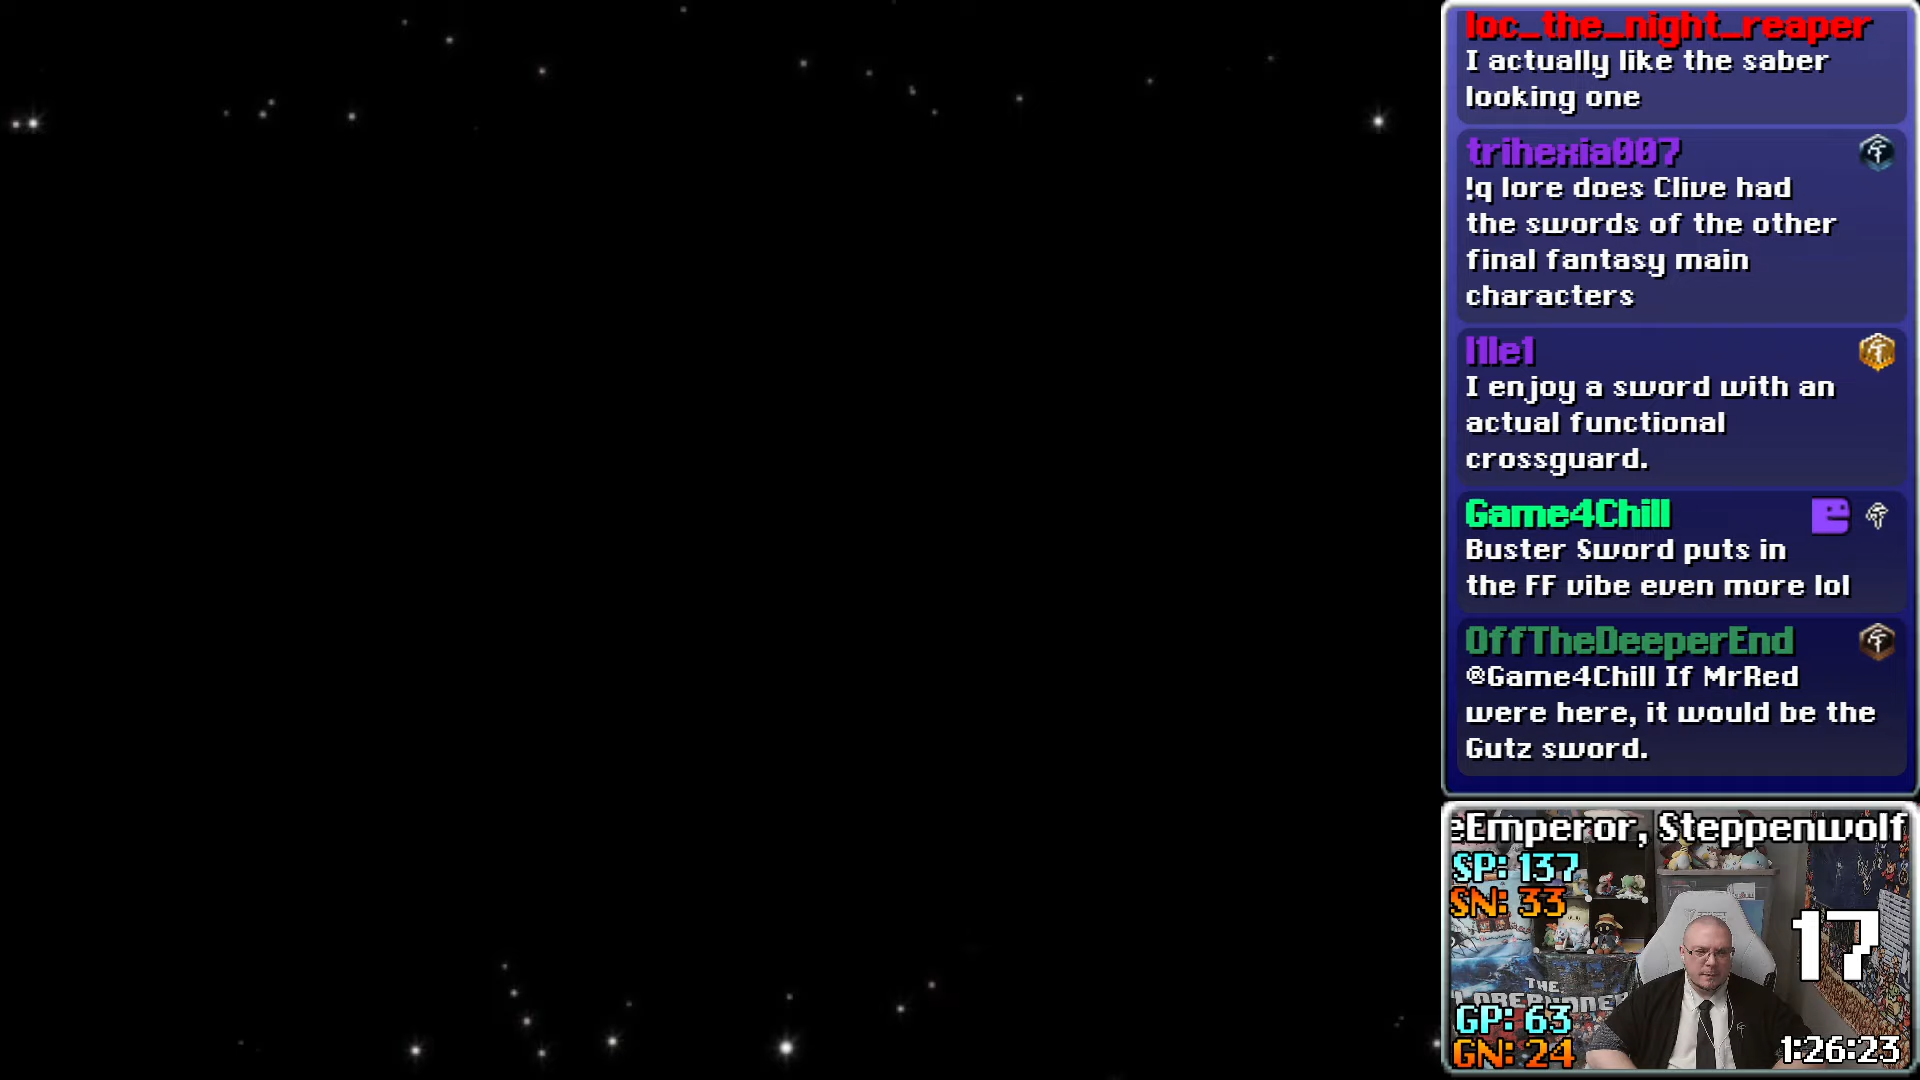 loc_the_night_reaper
I actually like the saber
looking one
trihexia007
!q lore does Clive had
the swords of the other
final fantasy main
characters
l1le1
I enjoy a sword with an
actual functional
crossguard.
Game4Chill
Buster Sword puts in
the FF vibe even more lol
OffTheDeeperEnd
@Game4Chill If MrRed
were here, it would be the
Gutz sword.
eEmperor, Steppenwolf
SP: 137
SN: 33
17
THE
LORERUNNER
GP: 63
GN: 24
1:26:23